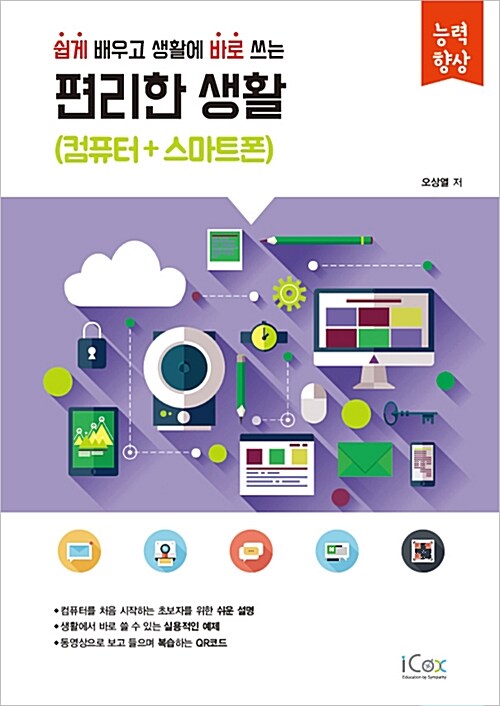 쉽게 배우고 생활에 바로 쓰는
편리한 생활
(컴퓨터 + 스마트폰)
능력
향상
오상열 저
컴퓨터를 처음 시작하는 초보자를 위한 쉬운 설명
생활에서 바로 쓸 수 있는 실용적인 예제
동영상으로 보고 들으며 복습하는 QR코드
iCox
Education by Sympathy